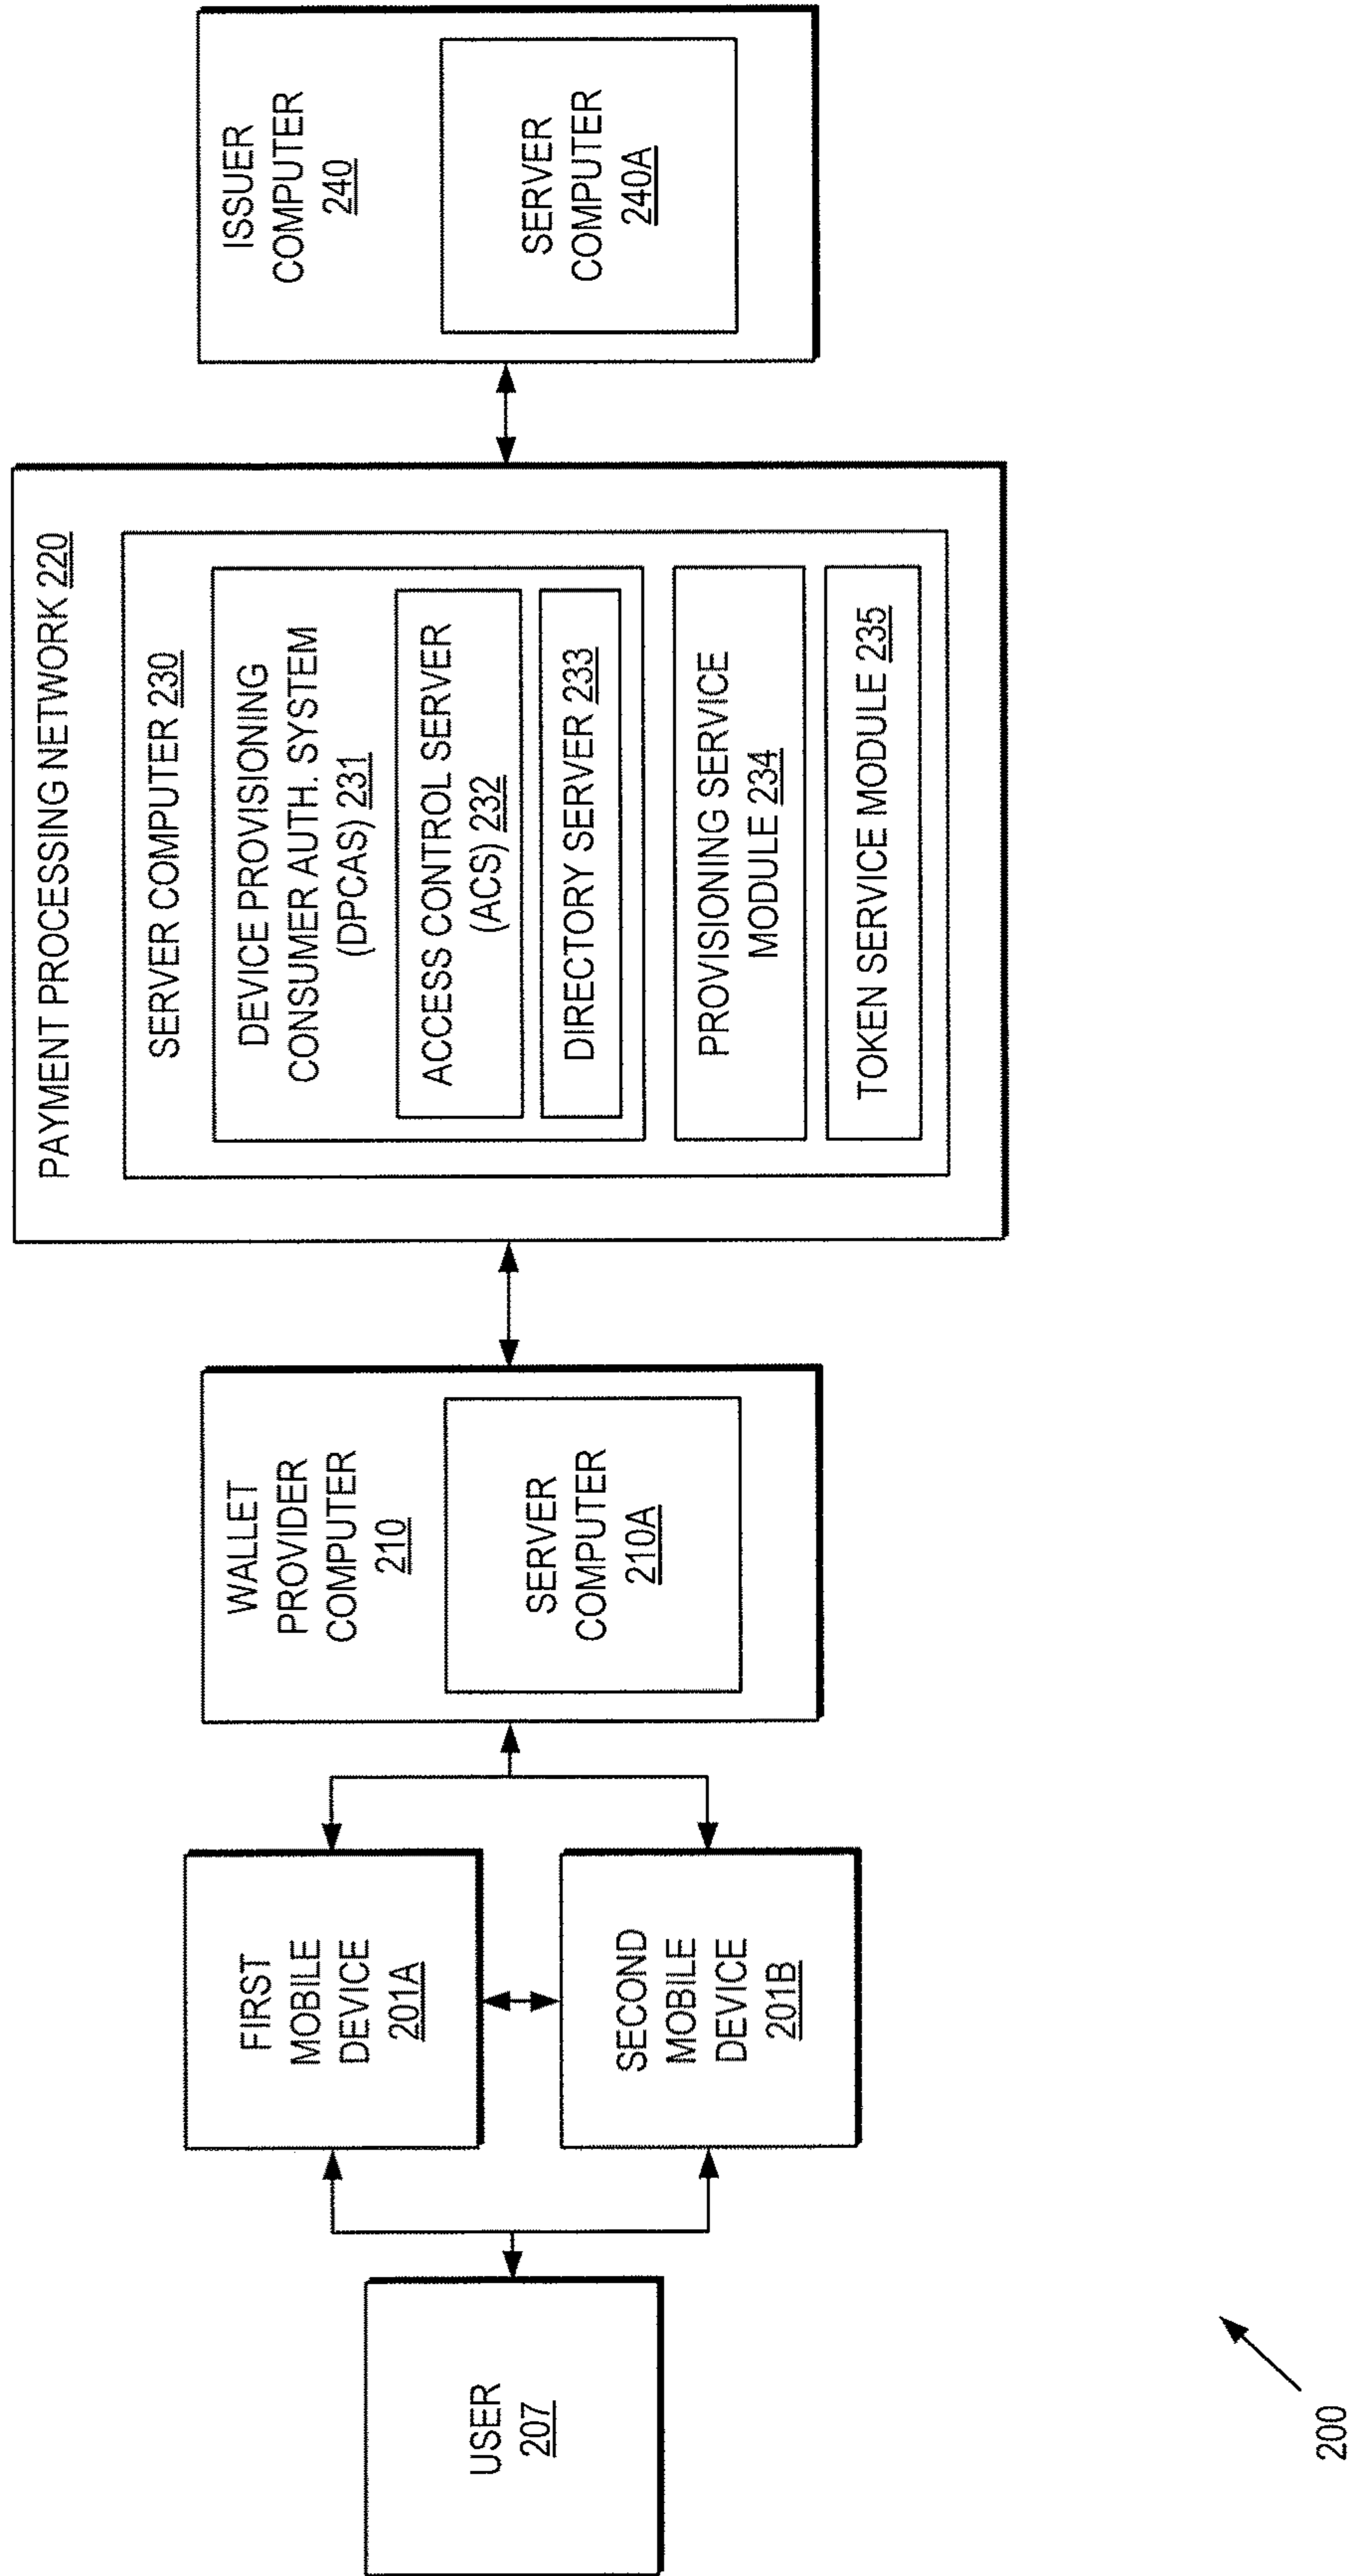 USER
207
FIRST
MOBILE
DEVICE
201A
SECOND
MOBILE
DEVICE
201B
WALLET
PROVIDER
COMPUTER
210
SERVER
COMPUTER
210A
PAYMENT PROCESSING NETWORK 220
SERVER COMPUTER 230
DEVICE PROVISIONING
CONSUMER AUTH. SYSTEM
(DPCAS) 231
ACCESS CONTROL SERVER
(ACS) 232
DIRECTORY SERVER 233
PROVISIONING SERVICE
MODULE 234
TOKEN SERVICE MODULE 235
ISSUER
COMPUTER
240
SERVER
COMPUTER
240A
200